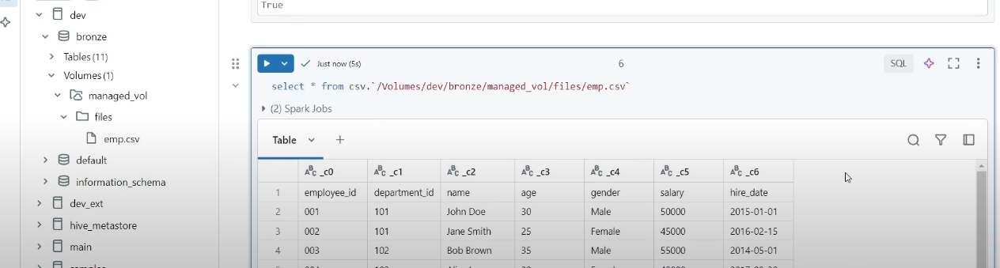 dev
bronze
Tables (11)
Volumes (1)
managed_vol
files
emp.csv
default
information_schema
dev_ext
hive_metastore
main
True
Just now (5s)
6
SQL
select * from csv.`/Volumes/dev/bronze/managed_vol/files/emp.csv`
(2) Spark Jobs
Table
_c0 _c1 _c2 _c3 _c4 _c5 _c6
employee_id department_id name age gender salary hire_date
1
2 001 101 John Doe 30 Male 50000 2015-01-01
3 002 101 Jane Smith 25 Female 45000 2016-02-15
4 003 102 Bob Brown 35 Male 55000 2014-05-01